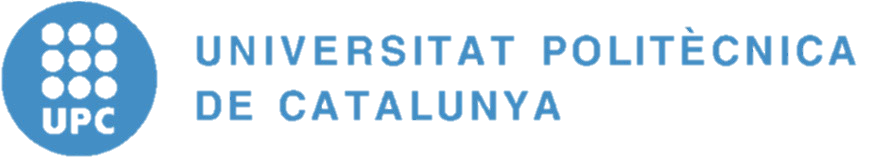 UPC
UNIVERSITAT POLITÈCNICA
DE CATALUNYA